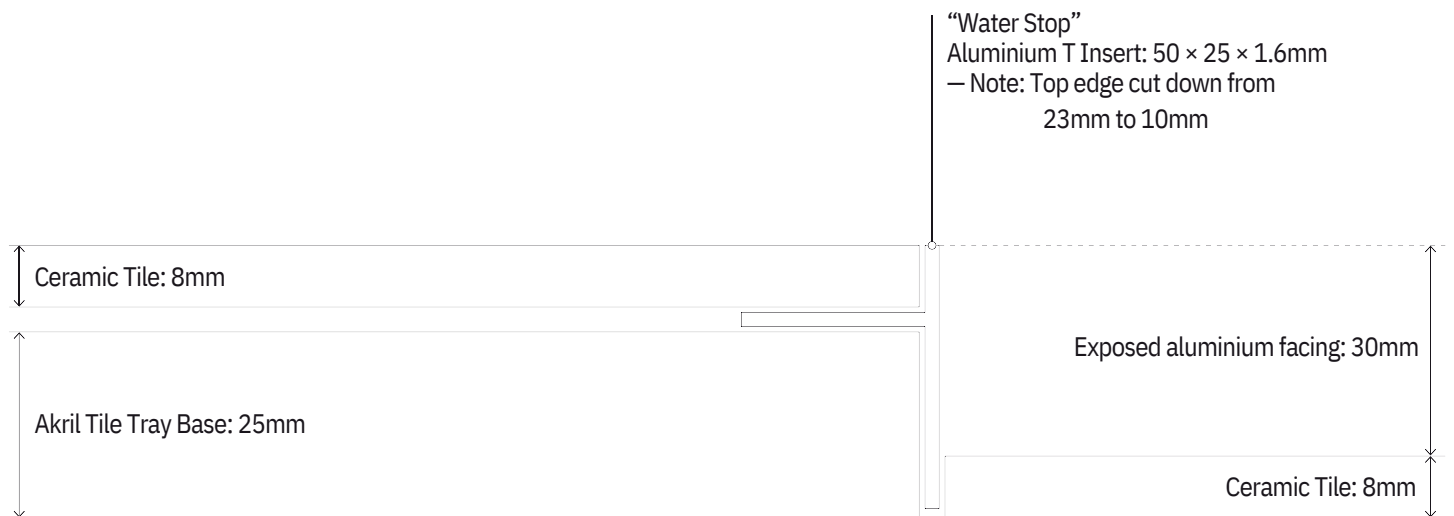 “Water Stop”
Aluminium T Insert: 50 × 25 × 1.6mm
— Note: Top edge cut down from
23mm to 10mm
Ceramic Tile: 8mm
Exposed aluminium facing: 30mm
Akril Tile Tray Base: 25mm
Ceramic Tile: 8mm